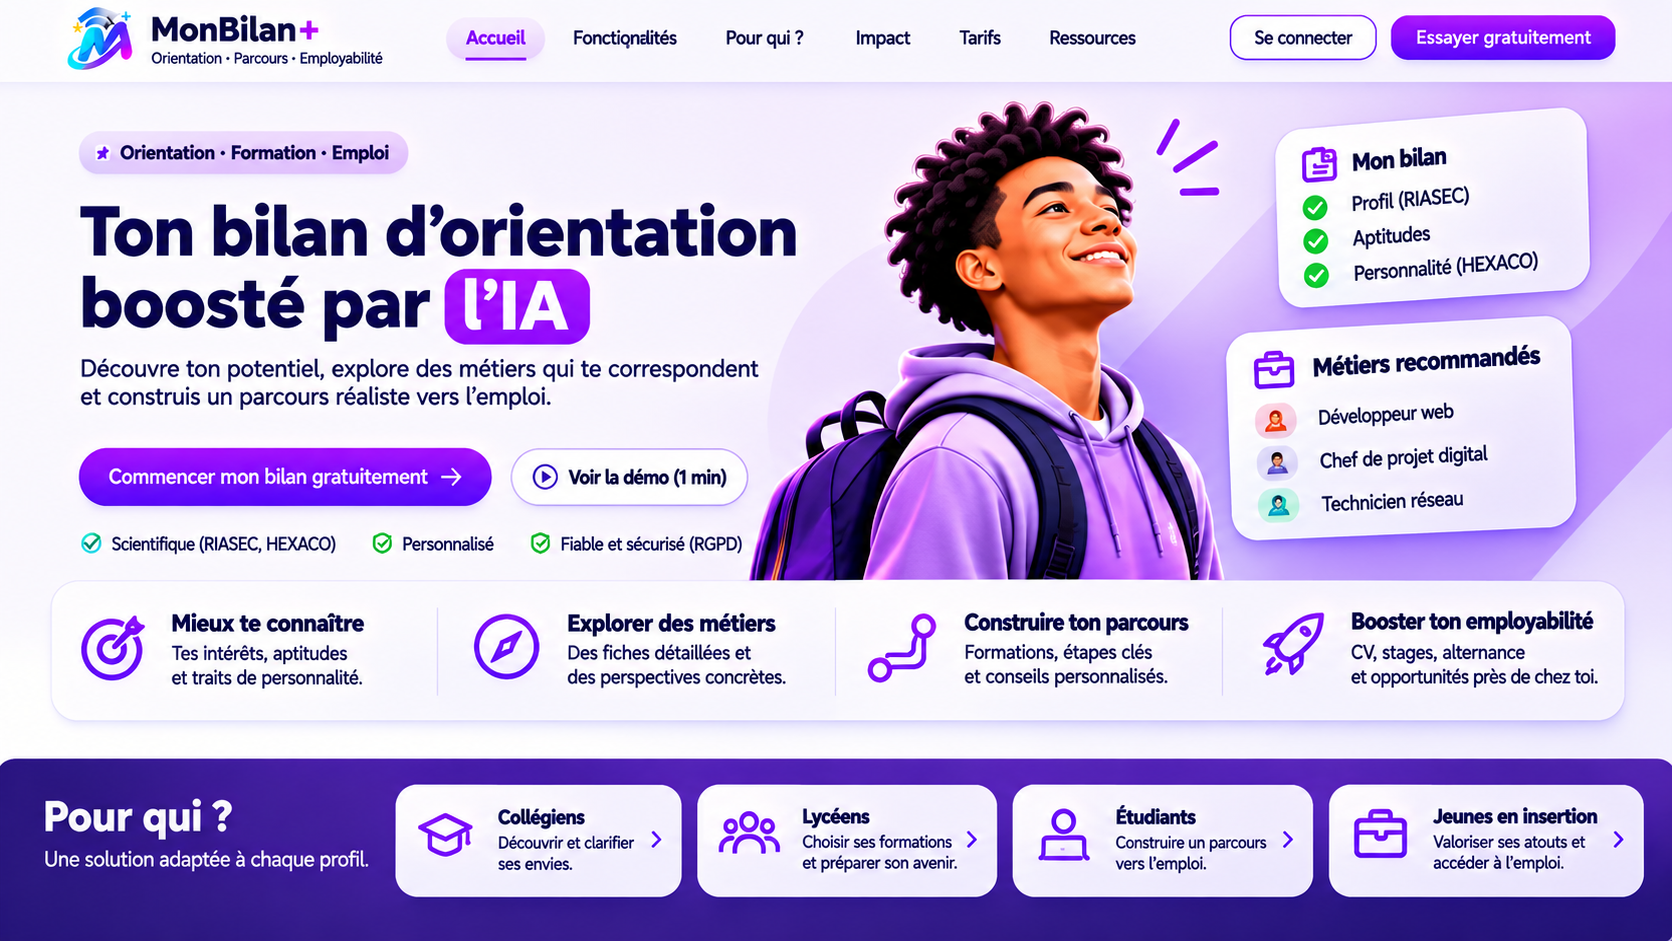 MonBilan+
Orientation • Parcours • Employabilité
Accueil
Fonctionalités
Pour qui ?
Impact
Tarifs
Ressources
Se connecter
Essayer gratuitement
Orientation • Formation • Emploi
Ton bilan d’orientation
boosté par l’IA
Découvre ton potentiel, explore des métiers qui te correspondent
et construis un parcours réaliste vers l’emploi.
Commencer mon bilan gratuitement →
Voir la démo (1 min)
Scientifique (RIASEC, HEXACO)
Personnalisé
Fiable et sécurisé (RGPD)
Mon bilan
Profil (RIASEC)
Aptitudes
Personnalité (HEXACO)
Métiers recommandés
Développeur web
Chef de projet digital
Technicien réseau
Mieux te connaître
Tes intérêts, aptitudes
et traits de personnalité.
Explorer des métiers
Des fiches détaillées et
des perspectives concrètes.
Construire ton parcours
Formations, étapes clés
et conseils personnalisés.
Booster ton employabilité
CV, stages, alternance
et opportunités près de chez toi.
Pour qui ?
Une solution adaptée à chaque profil.
Collégiens
Découvrir et clarifier
ses envies.
Lycéens
Choisir ses formations
et préparer son avenir.
Étudiants
Construire un parcours
vers l’emploi.
Jeunes en insertion
Valoriser ses atouts et
accéder à l’emploi.